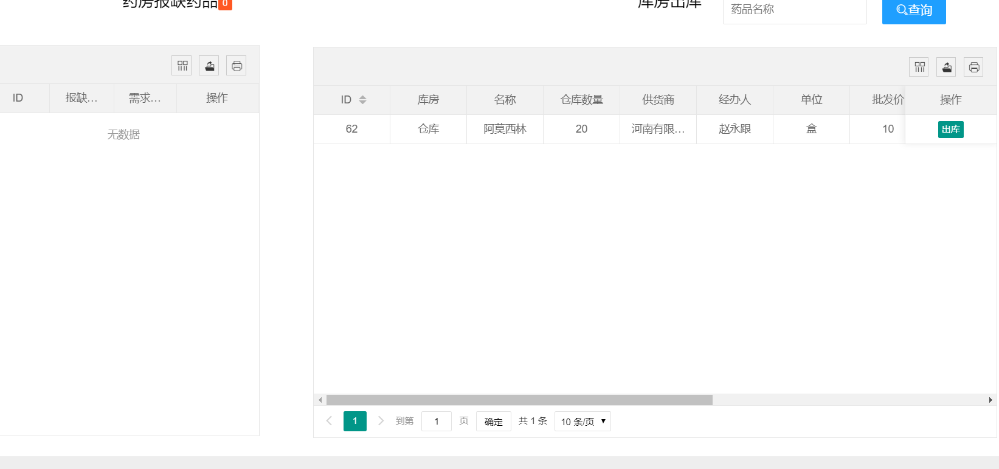 药房报缺药品 0
库房出库 药品名称 查询
ID 报缺... 需求... 操作
无数据
ID 库房 名称 仓库数量 供货商 经办人 单位 批发价 操作
62 仓库 阿莫西林 20 河南有限... 赵永跟 盒 10 出库
1 到第 1 页 确定 共 1 条 10 条/页